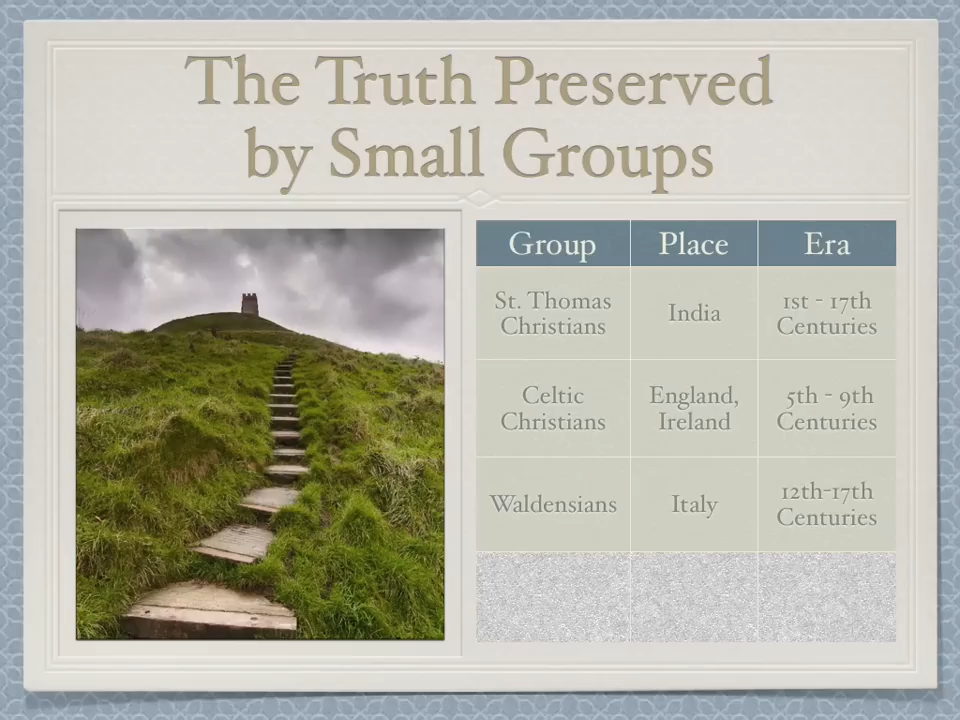 The Truth Preserved
by Small Groups
Group Place Era
St. Thomas
Christians
India
1st - 17th
Centuries
Celtic
Christians
England,
Ireland
5th - 9th
Centuries
Waldensians
Italy
12th-17th
Centuries